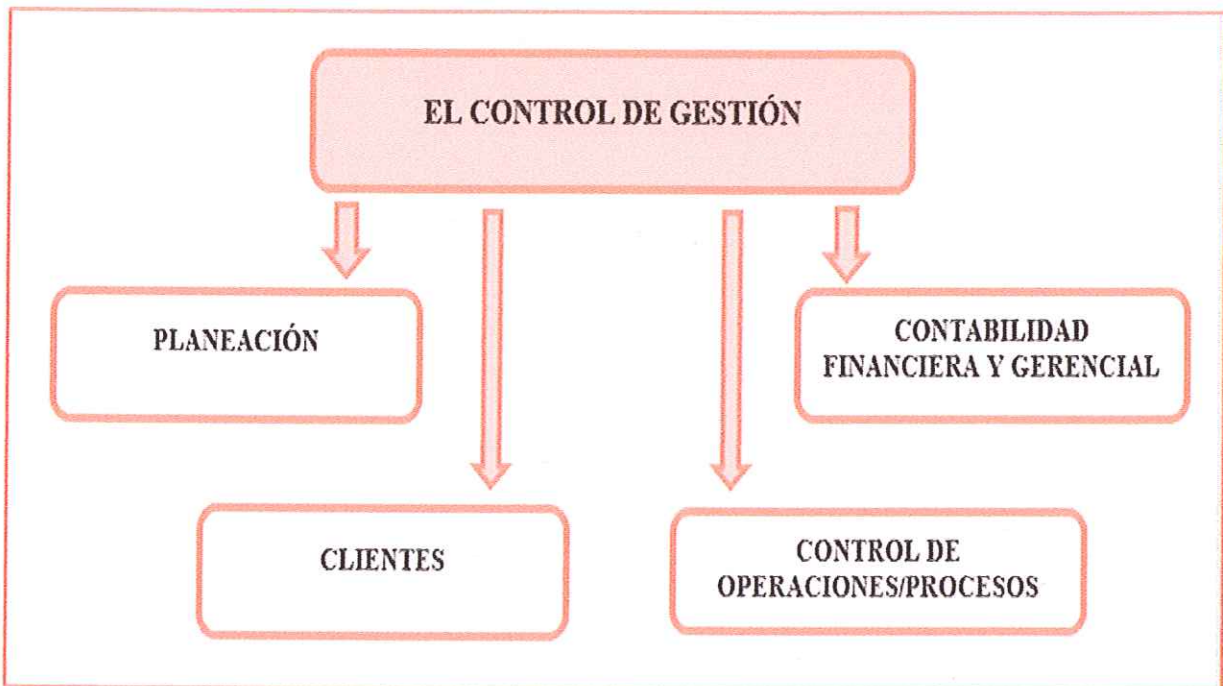 EL CONTROL DE GESTIÓN
PLANEACIÓN
CONTABILIDAD
FINANCIERA Y GERENCIAL
CLIENTES
CONTROL DE
OPERACIONES/PROCESOS